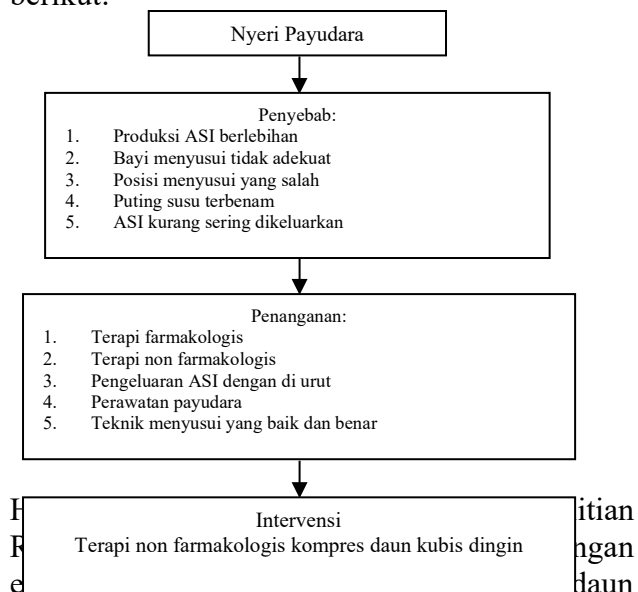 berikut:
Nyeri Payudara
Penyebab:
1. Produksi ASI berlebihan
2. Bayi menyusui tidak adekuat
3. Posisi menyusui yang salah
4. Puting susu terbenam
5. ASI kurang sering dikeluarkan
Penanganan:
1. Terapi farmakologis
2. Terapi non farmakologis
3. Pengeluaran ASI dengan di urut
4. Perawatan payudara
5. Teknik menyusui yang baik dan benar
Intervensi
Terapi non farmakologis kompres daun kubis dingin
daun